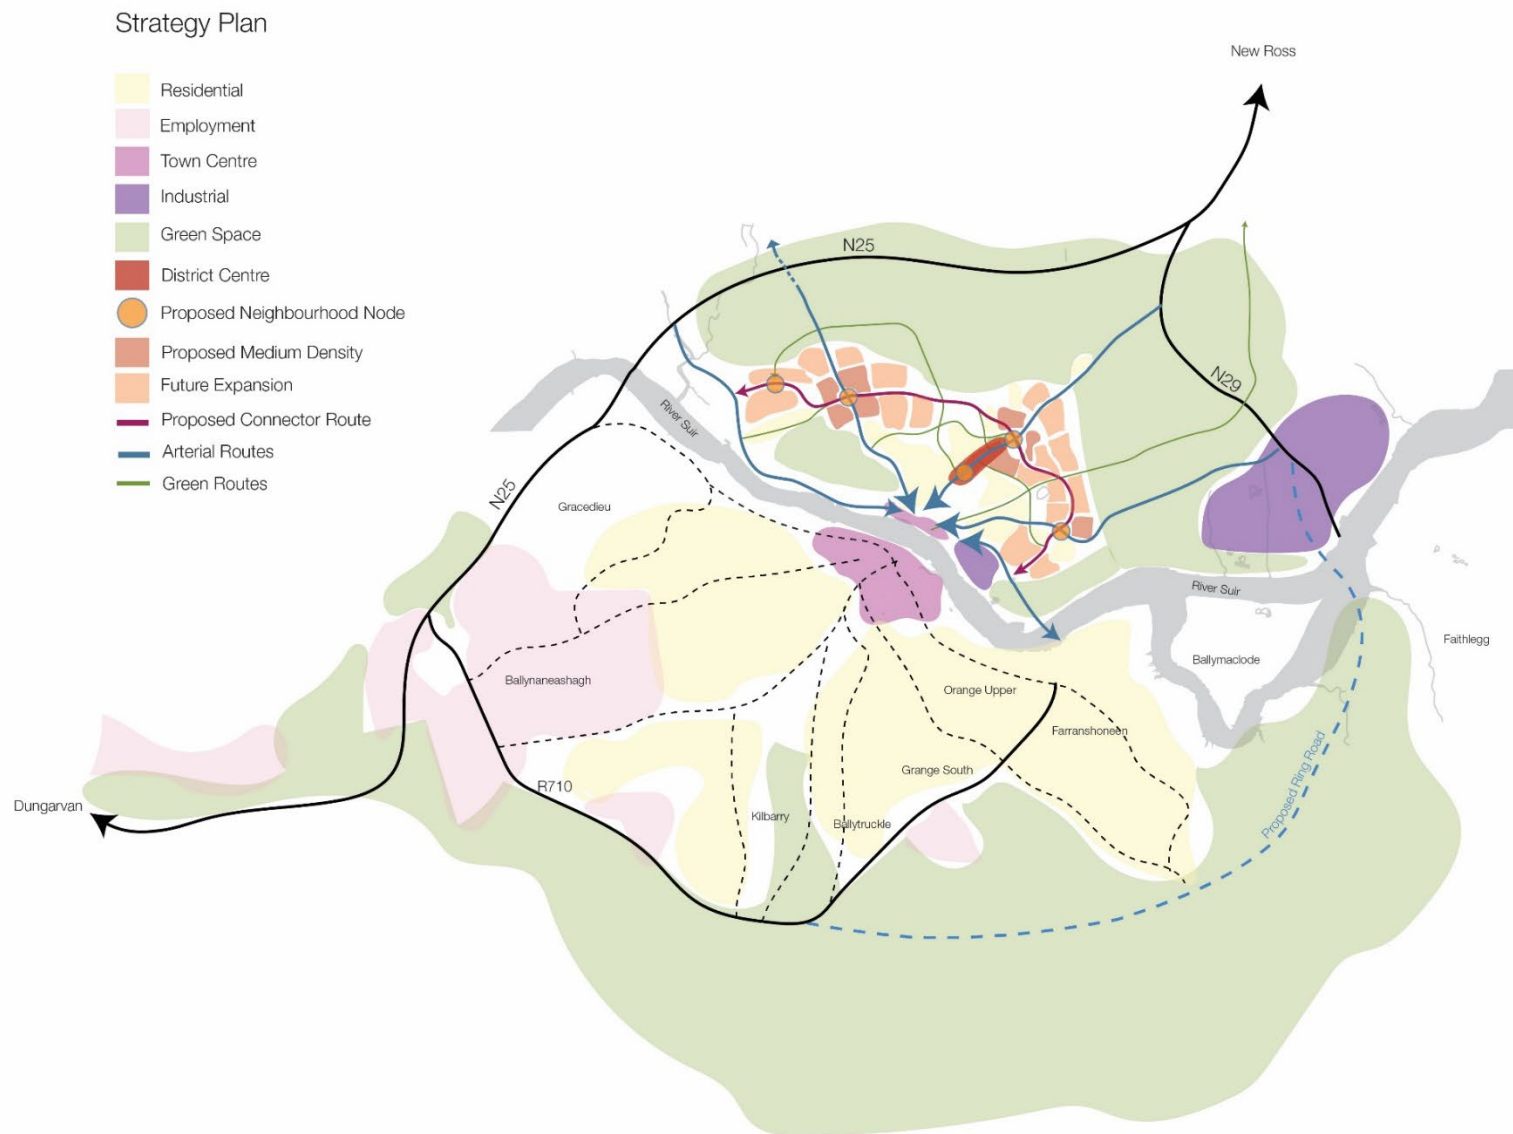 Strategy Plan
Residential
Employment
Town Centre
Industrial
Green Space
District Centre
Proposed Neighbourhood Node
Proposed Medium Density
Future Expansion
Proposed Connector Route
Arterial Routes
Green Routes
New Ross
N25
N29
River Suir
N25
Gracedieu
River Suir
Faithlegg
Ballymaclode
Ballynaneashagh
Orange Upper
Farranshoneen
Grange South
Proposed Ring Road
R710
Dungarvan
Kilbarry
Ballytruckle